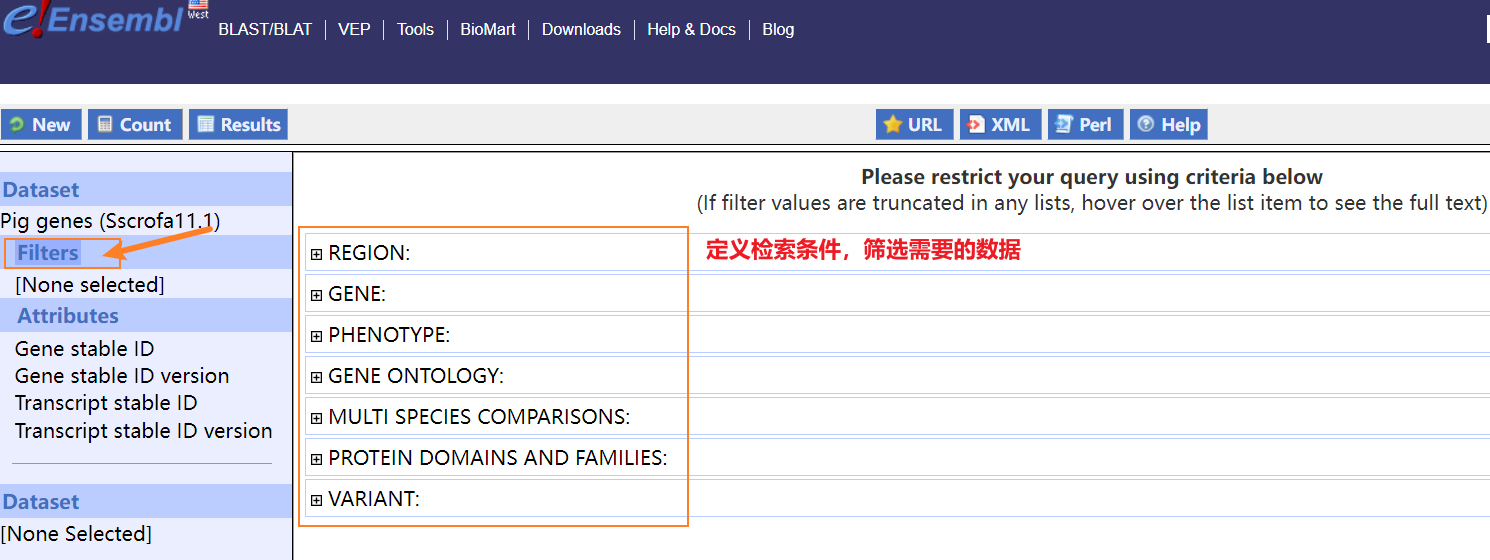 e!Ensembl West
BLAST/BLAT VEP Tools BioMart Downloads Help & Docs Blog
New Count Results URL XML Perl Help
Dataset
Pig genes (Sscrofa11.1)
Filters
[None selected]
Attributes
Gene stable ID
Gene stable ID version
Transcript stable ID
Transcript stable ID version
Dataset
[None Selected]
Please restrict your query using criteria below
(If filter values are truncated in any lists, hover over the list item to see the full text)
REGION:
定义检索条件，筛选需要的数据
GENE:
PHENOTYPE:
GENE ONTOLOGY:
MULTI SPECIES COMPARISONS:
PROTEIN DOMAINS AND FAMILIES:
VARIANT: